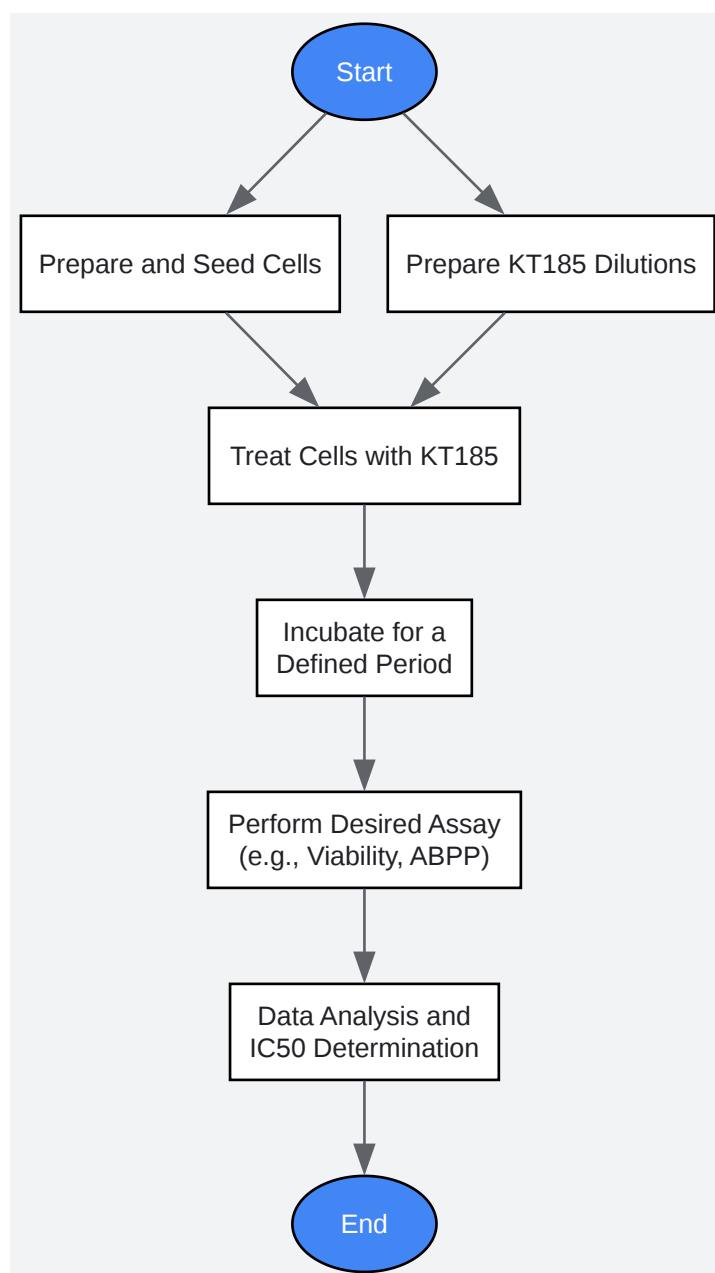 Start
Prepare and Seed Cells
Prepare KT185 Dilutions
Treat Cells with KT185
Incubate for a
Defined Period
Perform Desired Assay
(e.g., Viability, ABPP)
Data Analysis and
IC50 Determination
End